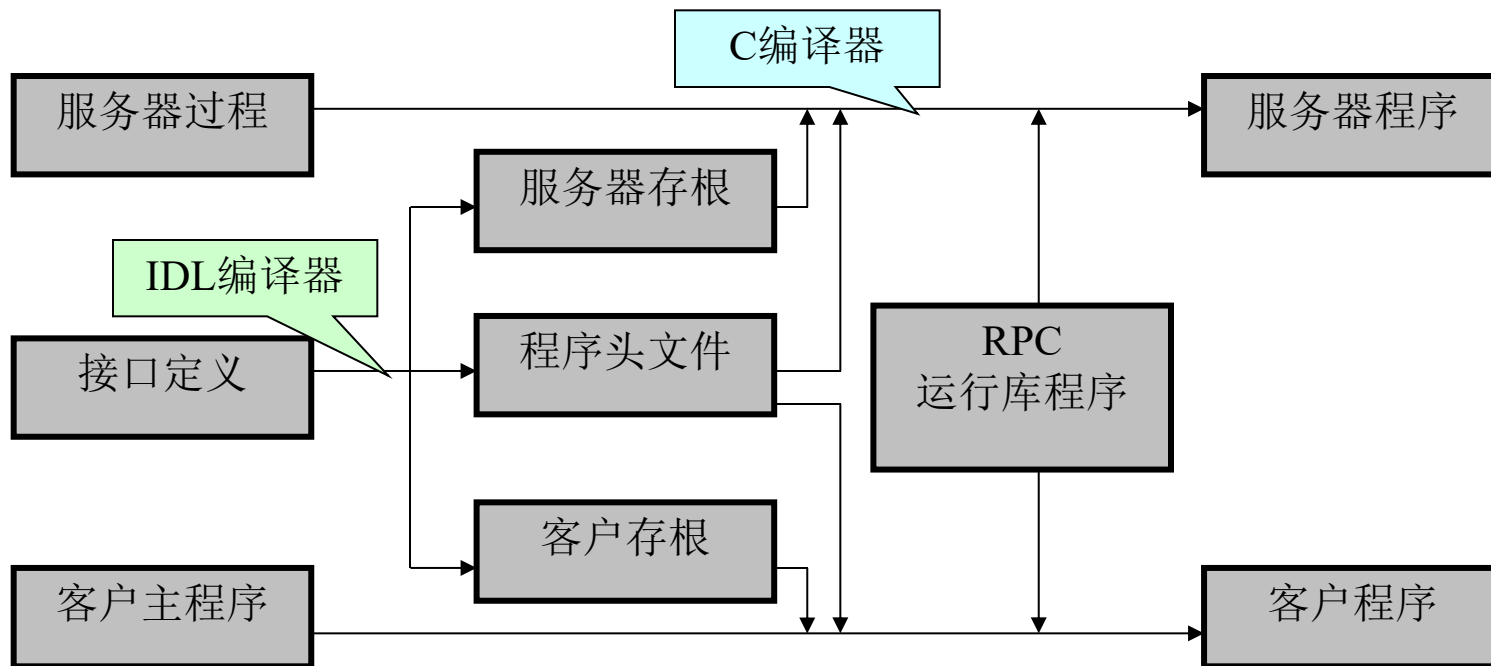 C编译器
服务器过程
服务器程序
服务器存根
IDL编译器
接口定义
程序头文件
RPC
运行库程序
客户存根
客户主程序
客户程序